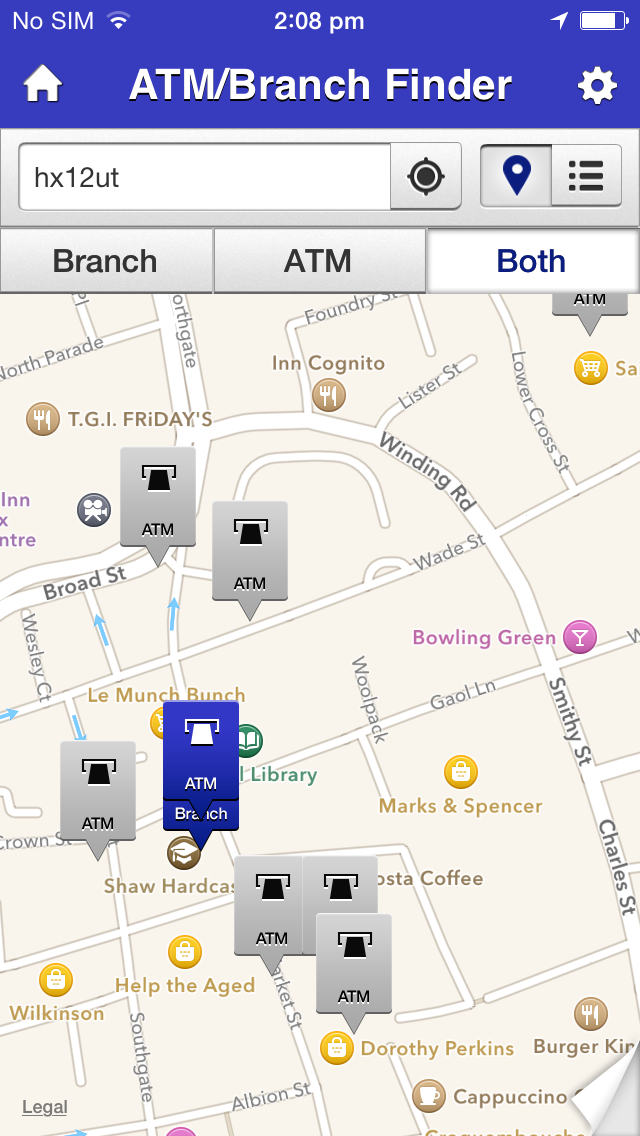 No SIM 2:08 pm
ATM/Branch Finder
hx12ut
Branch ATM Both
ATM
Foundry St
Northgate
North Parade
Inn Cognito
Lister St
Lower Cross St
T.G.I. FRiDAY'S
Winding Rd
Inn
ntre
ATM
ATM
Wade St
Broad St
Wesley Ct
Bowling Green
Woolpack
Gaol Ln
Smithy St
Le Munch Bunch
ATM
Library
Branch
ATM
Marks & Spencer
Crown St
Charles St
Shaw Hardcas
osta Coffee
ATM
ATM
Help the Aged
Wilkinson
arket St
Southgate
Dorothy Perkins
Burger Kin
Albion St
Cappuccino
Legal